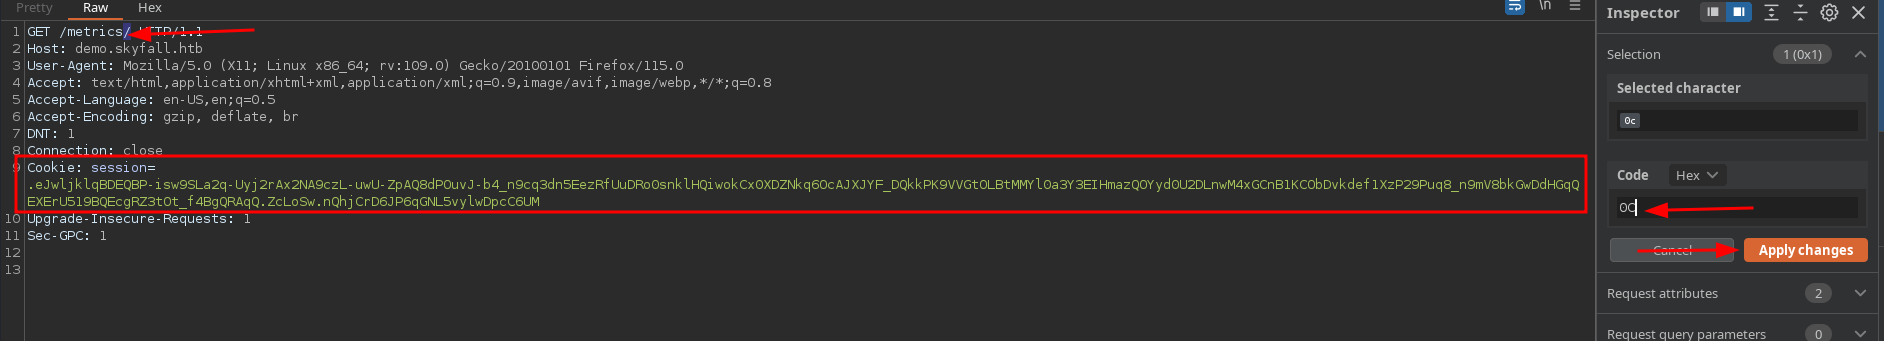 Pretty Raw Hex
\n
Inspector
1 GET /metrics/ HTTP/1.1
2 Host: demo.skyfall.htb
3 User-Agent: Mozilla/5.0 (X11; Linux x86_64; rv:109.0) Gecko/20100101 Firefox/115.0
4 Accept: text/html,application/xhtml+xml,application/xml;q=0.9,image/avif,image/webp,*/*;q=0.8
5 Accept-Language: en-US,en;q=0.5
6 Accept-Encoding: gzip, deflate, br
7 DNT: 1
8 Connection: close
9 Cookie: session=
.eJwljklqBDEQBP-isw9SLa2q-Uyj2rAx2NA9czL-uwU-ZpAQ8dPOuvJ-b4_n9cq3dn5EezRfUuDRoOsnklHQiwokCxOXDZNkq6OcAJXJYF_DQkkPK9VVGtOLBtMMYl0a3Y3EIHmazQOYydOU2DLnwM4xGCnB1KCObDvkdef1XzP29Puq8_n9mV8bkGwDdHGqQ
EXErU519BQEcgRZ3tOt_f4BgQRAqQ.ZcLoSw.nQhjCrD6JP6qGNL5vylwDpcC6UM
10 Upgrade-Insecure-Requests: 1
11 Sec-GPC: 1
12
13
Selection 1 (0x1)
Selected character
0c
Code Hex
0C
Cancel Apply changes
Request attributes 2
Request query parameters 0